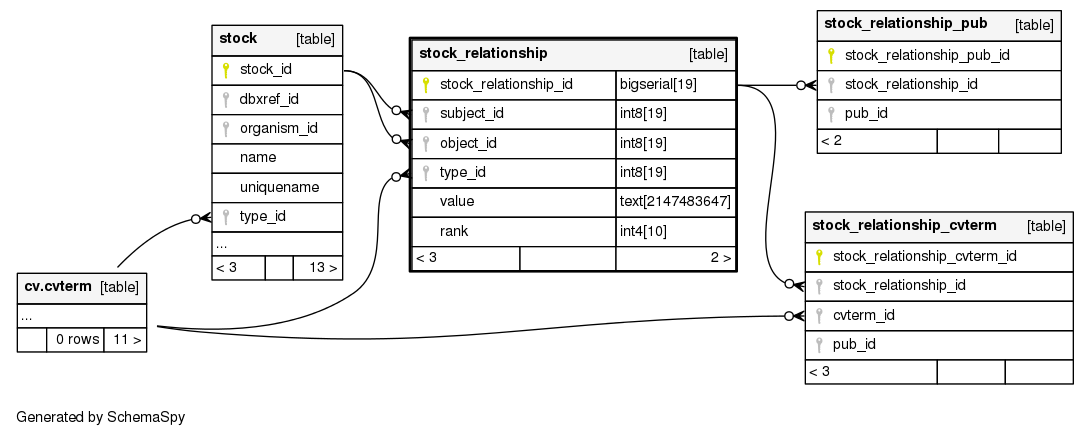 stock [table]
stock_id
dbxref_id
organism_id
name
uniquename
type_id
...
< 3 13 >
stock_relationship [table]
stock_relationship_id bigserial[19]
subject_id int8[19]
object_id int8[19]
type_id int8[19]
value text[2147483647]
rank int4[10]
< 3 2 >
stock_relationship_pub [table]
stock_relationship_pub_id
stock_relationship_id
pub_id
< 2
stock_relationship_cvterm [table]
stock_relationship_cvterm_id
stock_relationship_id
cvterm_id
pub_id
< 3
cv.cvterm [table]
...
0 rows 11 >
Generated by SchemaSpy